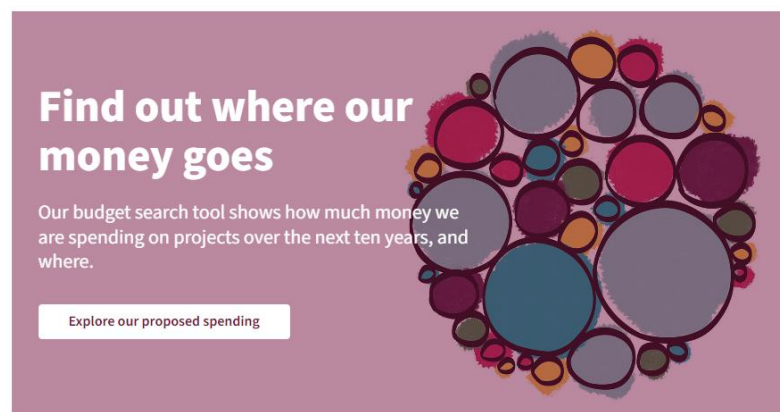 Find out where our
money goes
Our budget search tool shows how much money we
are spending on projects over the next ten years, and
where.
Explore our proposed spending